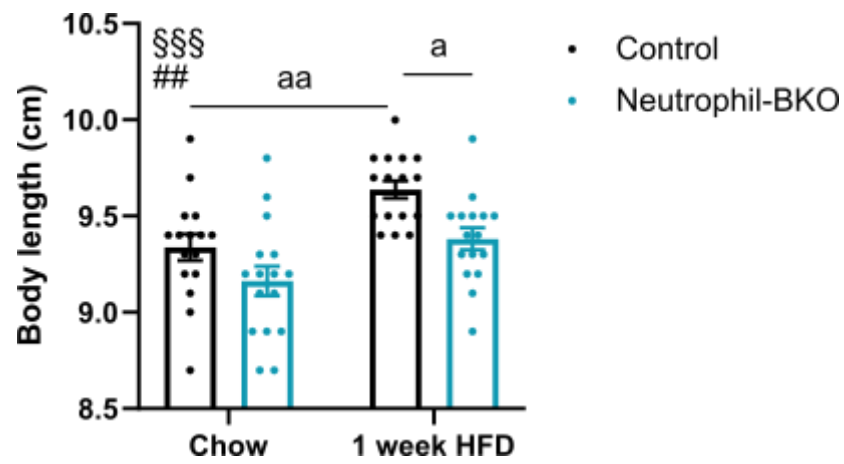 10.5
10.0
9.5
9.0
8.5
Body length (cm)
§§§
##
aa
a
Control
Neutrophil-BKO
Chow
1 week HFD